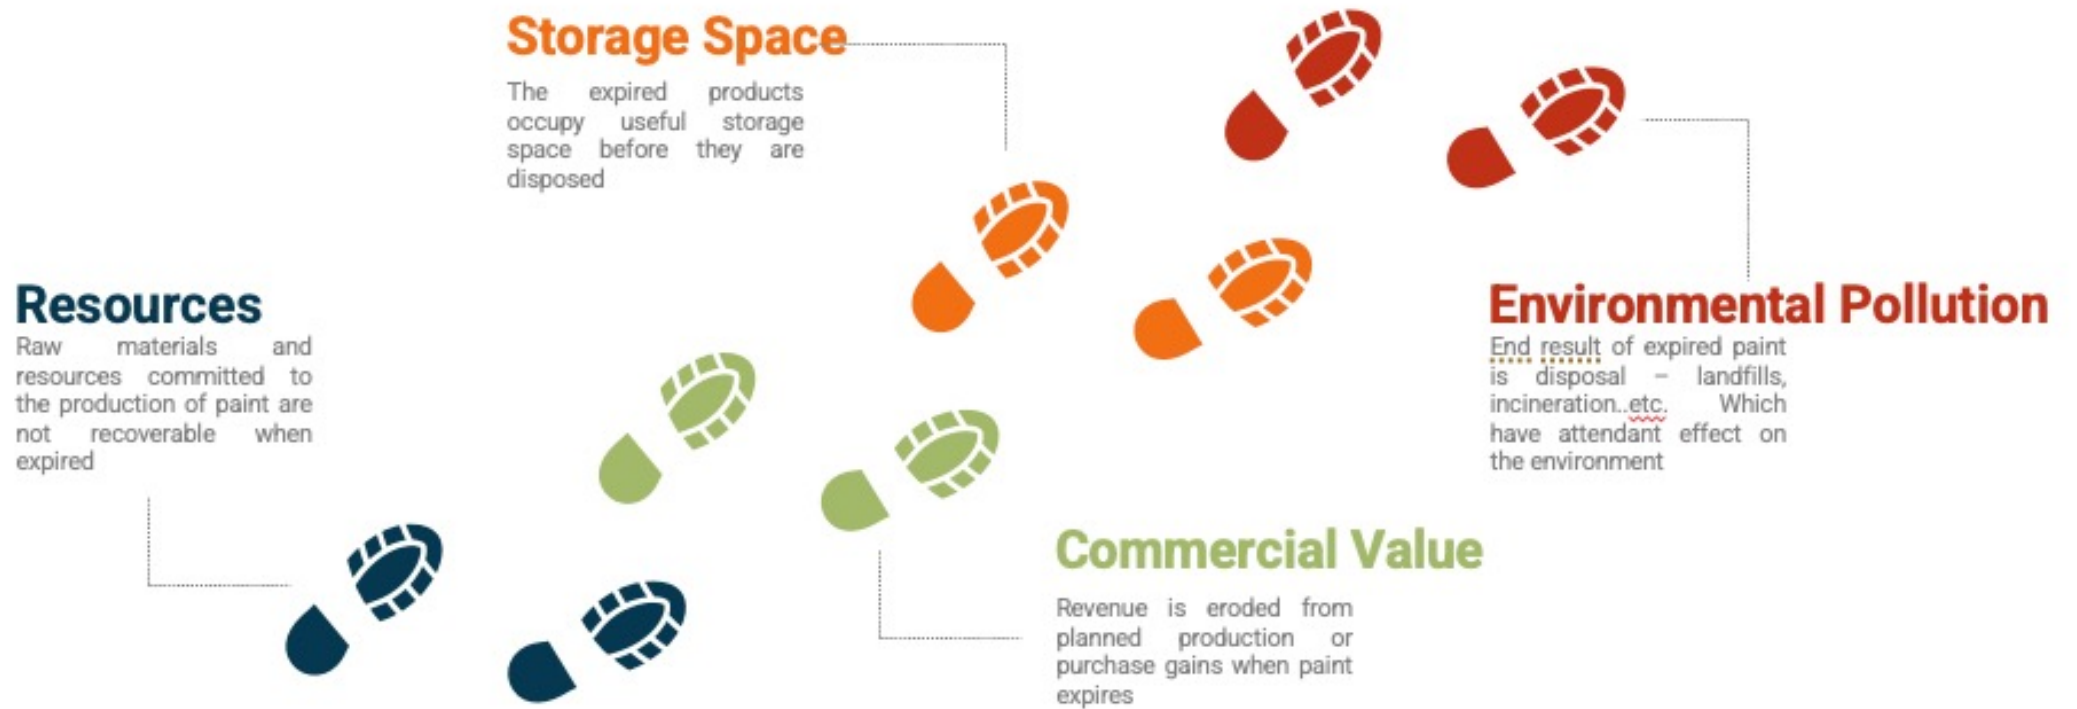 Storage Space
The expired products
occupy useful storage
space before they are
disposed
Resources
Raw materials and
resources committed to
the production of paint are
not recoverable when
expired
Environmental Pollution
End result of expired paint
is disposal – landfills,
incineration..etc. Which
have attendant effect on
the environment
Commercial Value
Revenue is eroded from
planned production or
purchase gains when paint
expires